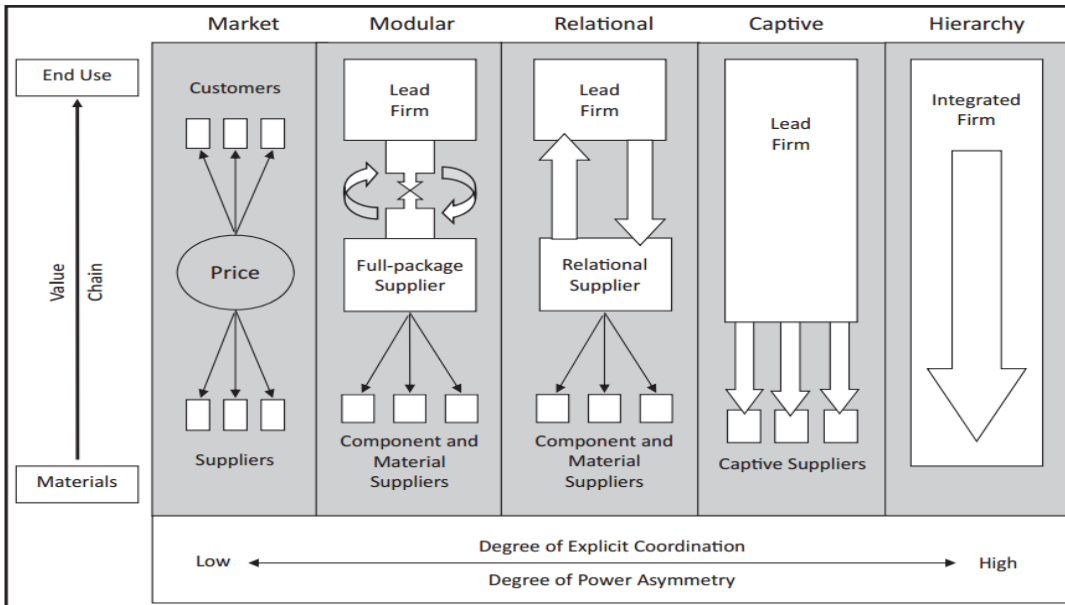 Market
Modular
Relational
Captive
Hierarchy
End Use
Value
Chain
Materials
Customers
Price
Suppliers
Lead
Firm
Full-package
Supplier
Component and
Material
Suppliers
Lead
Firm
Relational
Supplier
Component and
Material
Suppliers
Lead
Firm
Captive Suppliers
Integrated
Firm
Degree of Explicit Coordination
Low
High
Degree of Power Asymmetry